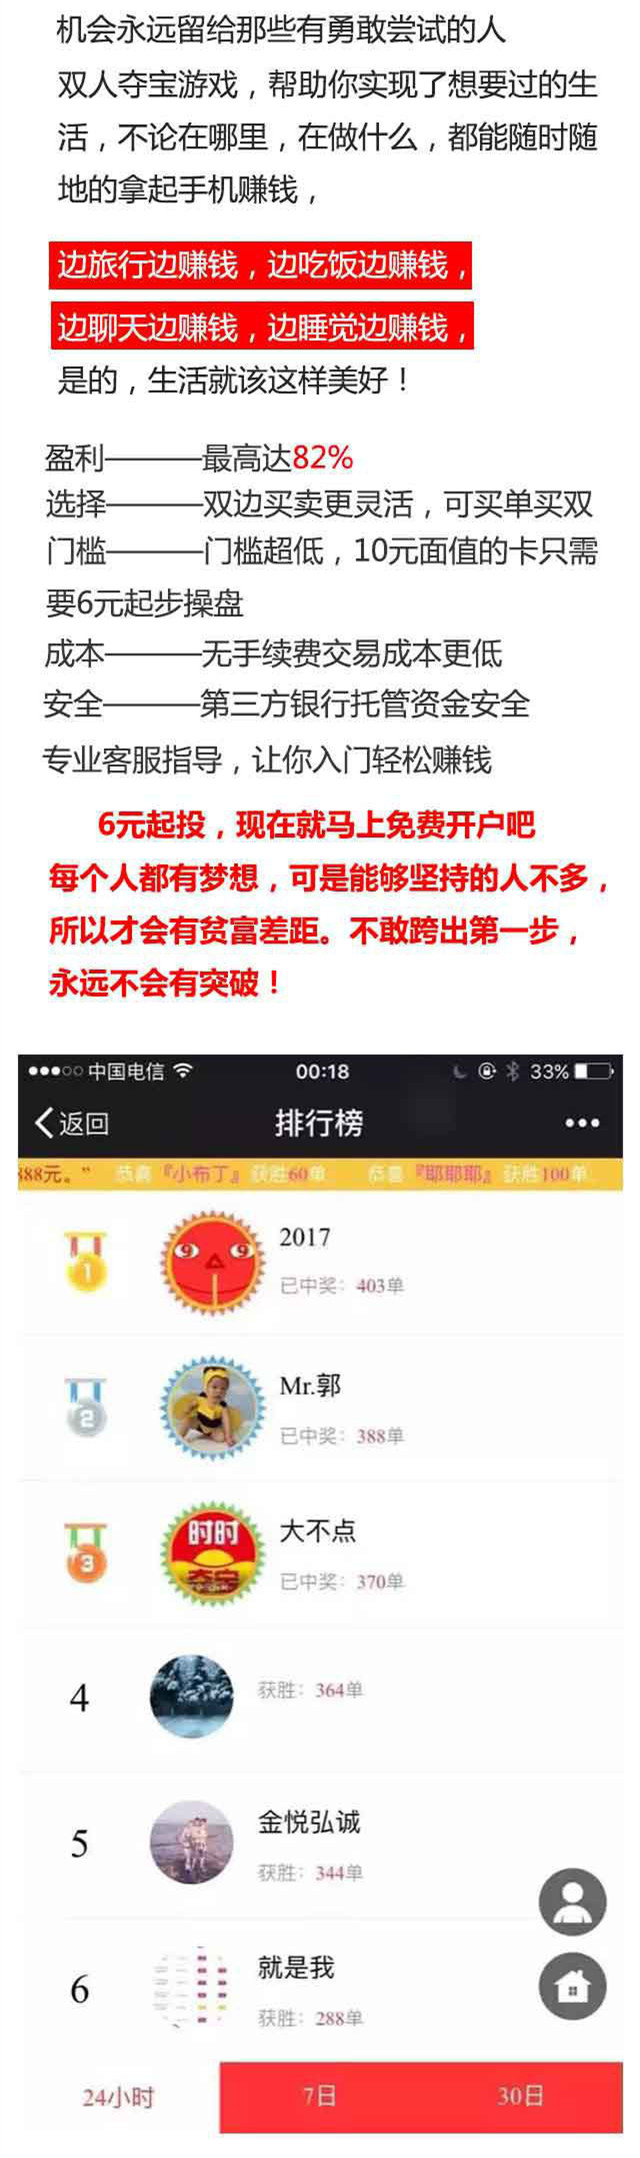 机会永远留给那些有勇敢尝试的人
双人夺宝游戏，帮助你实现了想要过的生
活，不论在哪里，在做什么，都能随时随
地的拿起手机赚钱，
边旅行边赚钱，边吃饭边赚钱，
边聊天边赚钱，边睡觉边赚钱，
是的，生活就该这样美好！
盈利———最高达82%
选择———双边买卖更灵活，可买单买双
门槛———门槛超低，10元面值的卡只需
要6元起步操盘
成本———无手续费交易成本更低
安全———第三方银行托管资金安全
专业客服指导，让你入门轻松赚钱
6元起投，现在就马上免费开户吧
每个人都有梦想，可是能够坚持的人不多，
所以才会有贫富差距。不敢跨出第一步，
永远不会有突破！
中国电信 00:18 33%
返回 排行榜
888元。” 恭喜『小布丁』获胜60单 恭喜『耶耶耶』获胜100单
1 2017
已中奖：403单
2 Mr.郭
已中奖：388单
时时
3 大不点
已中奖：370单
4 获胜：364单
5 金悦弘诚
获胜：344单
6 就是我
获胜：288单
24小时 7日 30日